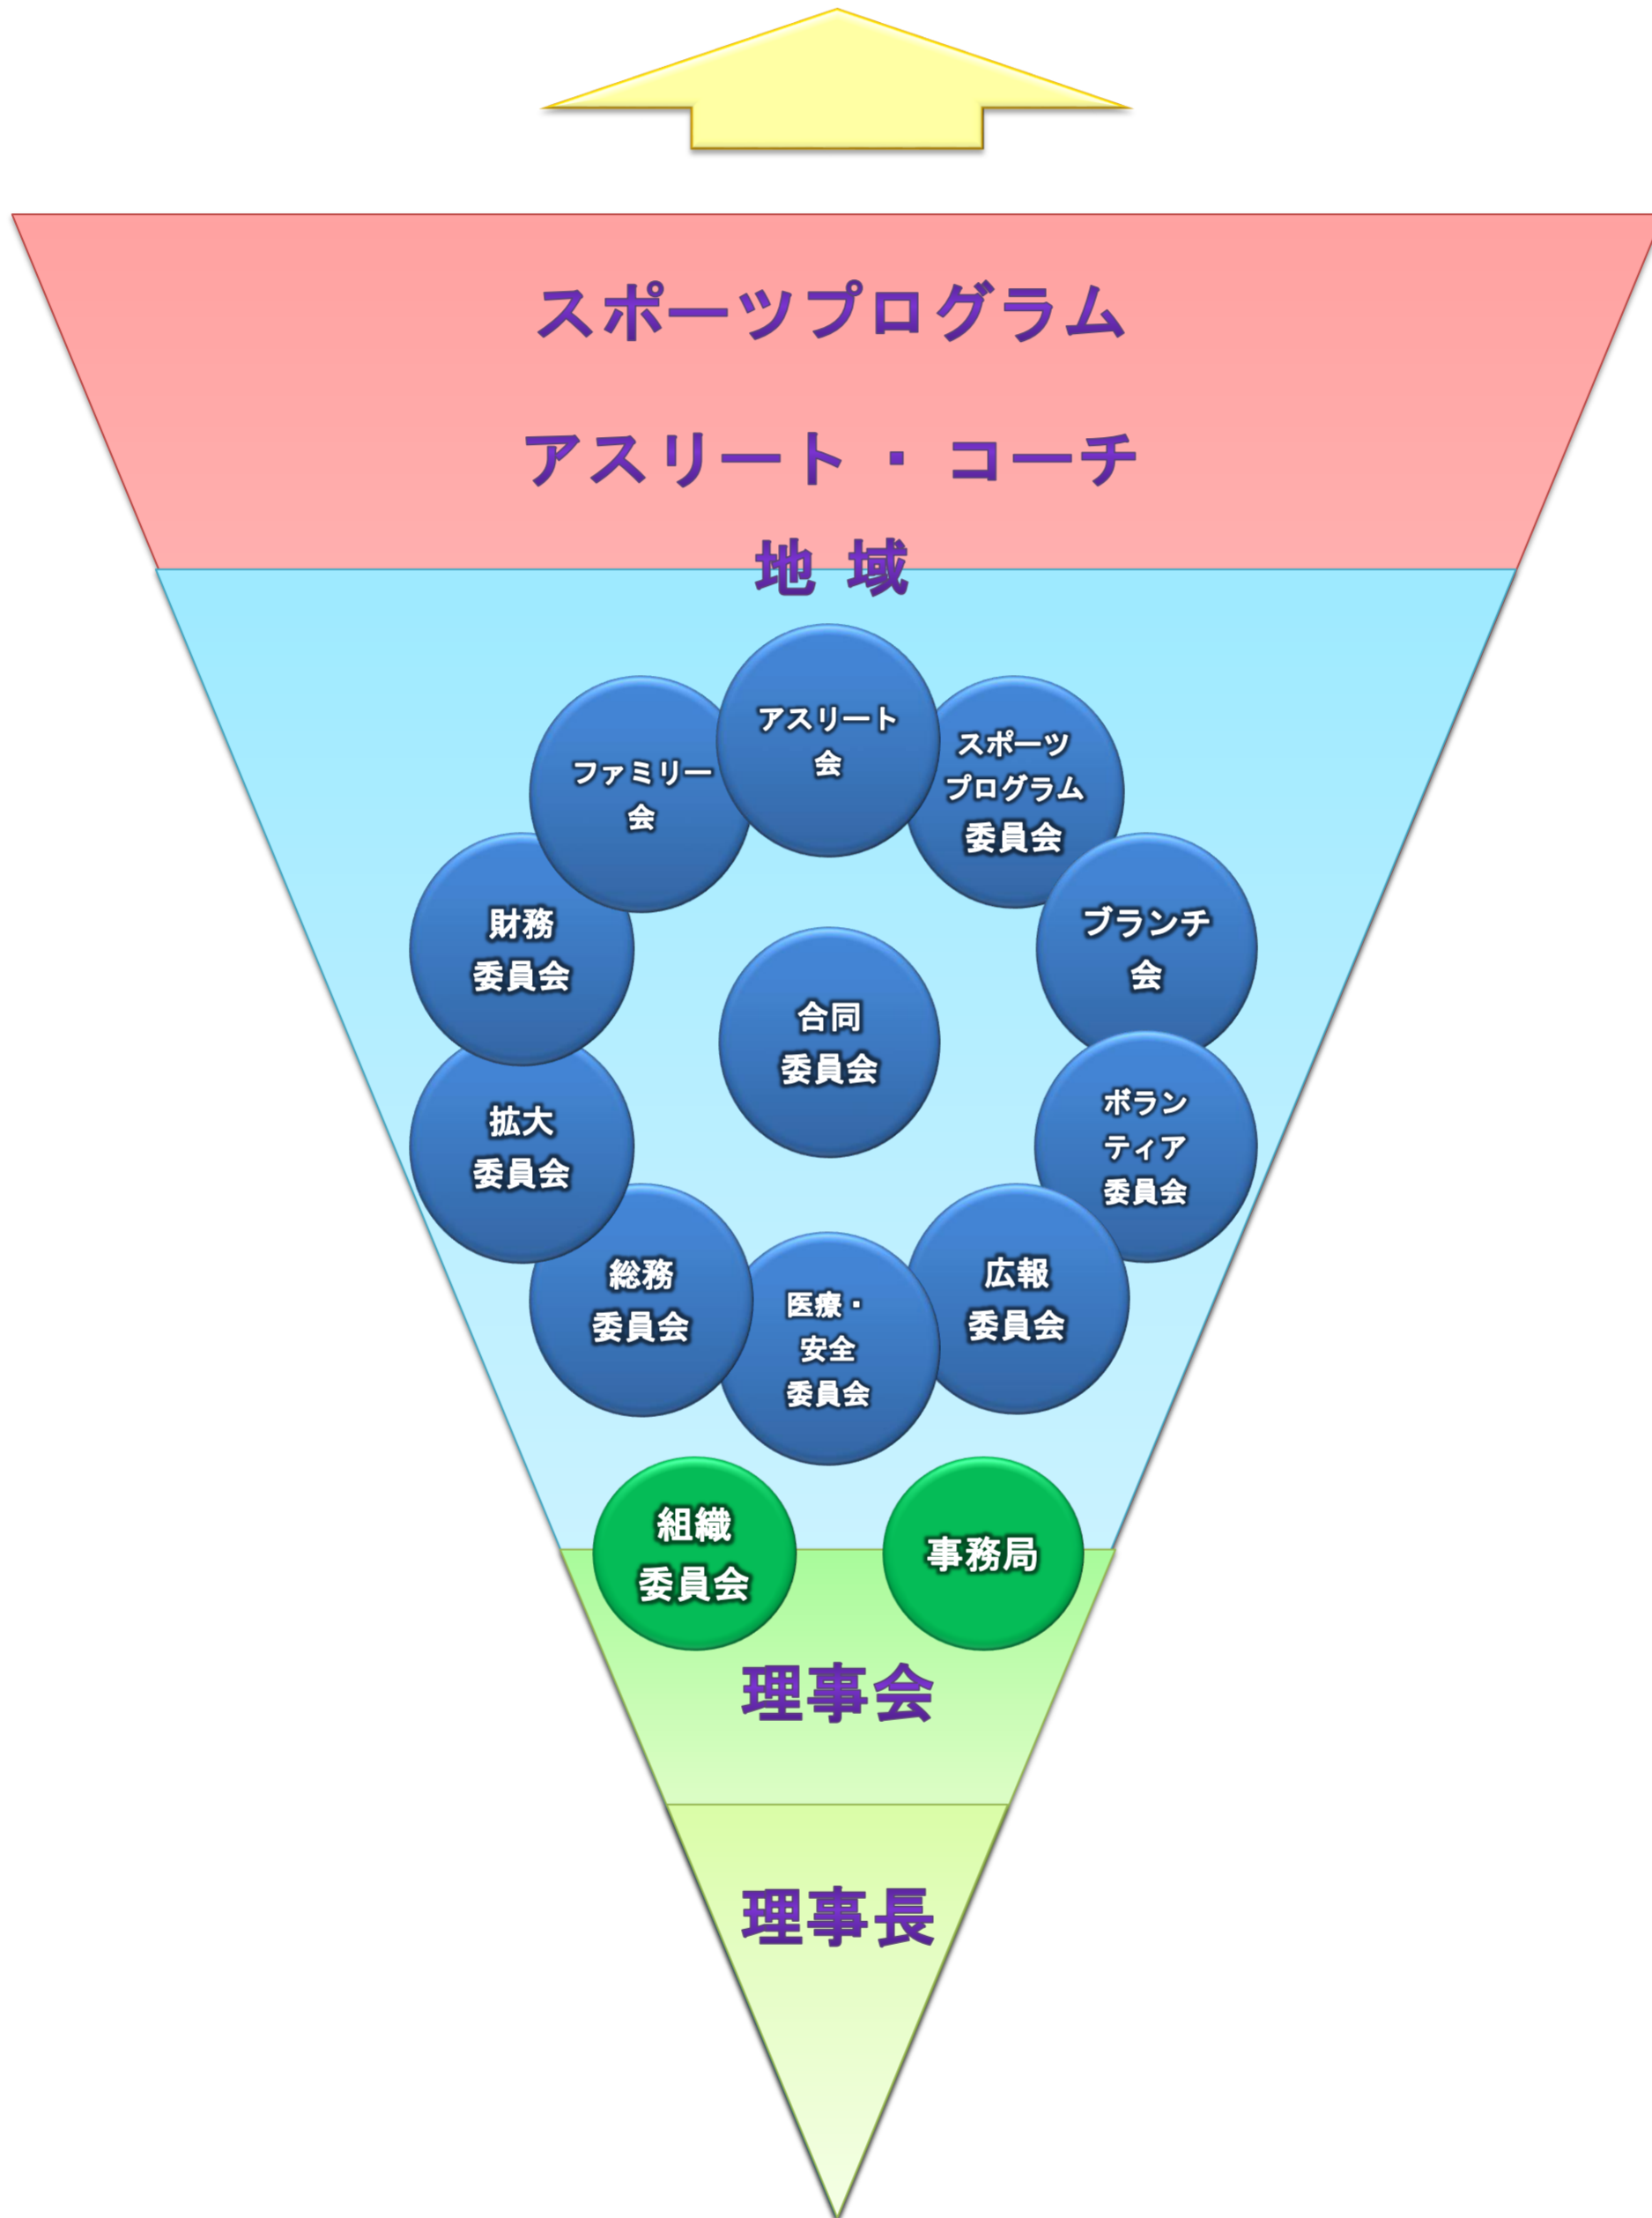 スポーツプログラム
アスリート ・ コーチ
地 域
アスリート
会
スポーツ
プログラム
委員会
ファミリー
会
ブランチ
会
財務
委員会
合同
委員会
ボラン
ティア
委員会
拡大
委員会
広報
委員会
総務
委員会
医療・
安全
委員会
組織
委員会
事務局
理事会
理事長